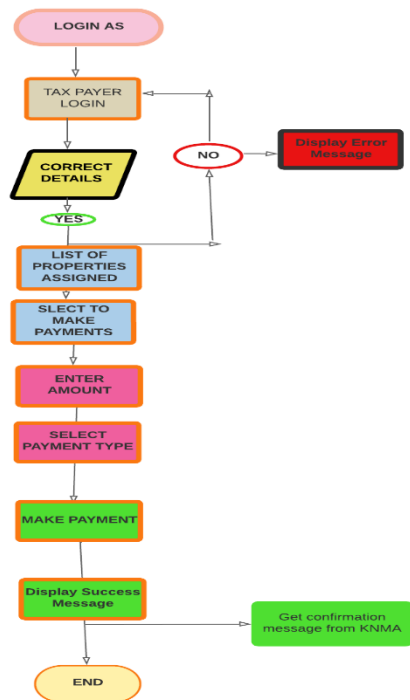 LOGIN AS
TAX PAYER
LOGIN
NO
Display Error
Message
CORRECT
DETAILS
YES
LIST OF
PROPERTIES
ASSIGNED
SLECT TO
MAKE
PAYMENTS
ENTER
AMOUNT
SELECT
PAYMENT TYPE
MAKE PAYMENT
Display Success
Message
Get confirmation
message from KNMA
END